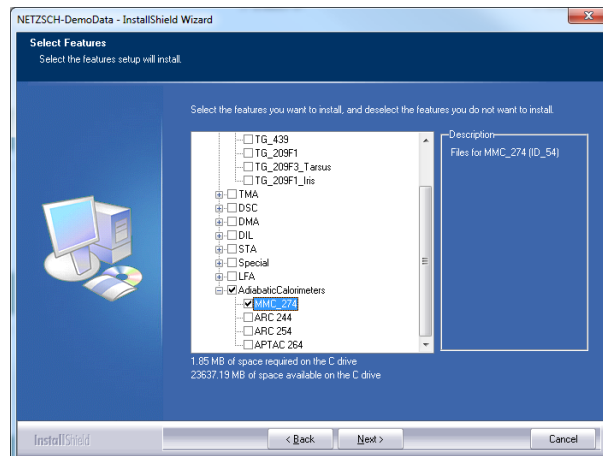 NETZSCH-DemoData - InstallShield Wizard
Select Features
Select the features setup will install.
Select the features you want to install, and deselect the features you do not want to install.
TG_439
TG_209F1
TG_209F3_Tarsus
TG_209F1_Iris
TMA
DSC
DMA
DIL
STA
Special
LFA
AdiabaticCalorimeters
MMC_274
ARC 244
ARC 254
APTAC 264
Description
Files for MMC_274 (ID_54)
1.85 MB of space required on the C drive
23637.19 MB of space available on the C drive
InstallShield
< Back
Next >
Cancel